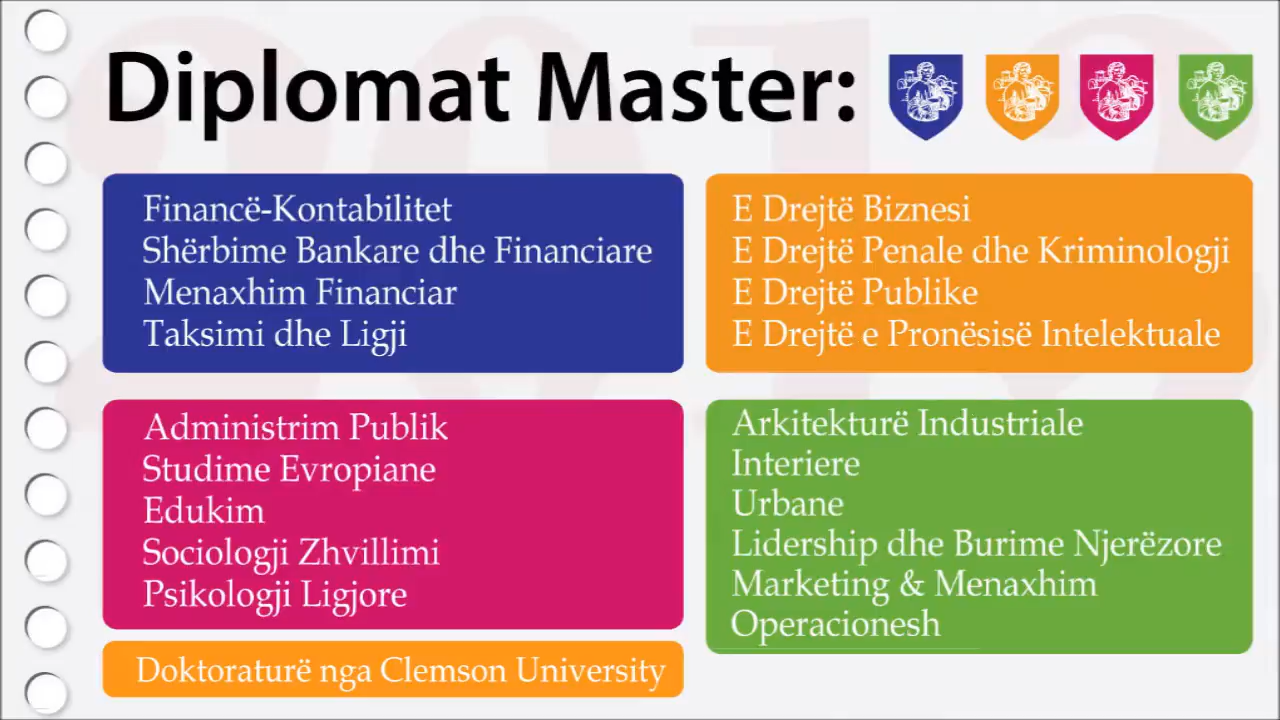 Diplomat Master:
Financë-Kontabilitet
Shërbime Bankare dhe Financiare
Menaxhim Financiar
Taksimi dhe Ligji
E Drejtë Biznesi
E Drejtë Penale dhe Kriminologji
E Drejtë Publike
E Drejtë e Pronësisë Intelektuale
Administrim Publik
Studime Evropiane
Edukim
Sociologji Zhvillimi
Psikologji Ligjore
Arkitekturë Industriale
Interiere
Urbane
Lidership dhe Burime Njerëzore
Marketing & Menaxhim
Operacionesh
Doktoraturë nga Clemson University